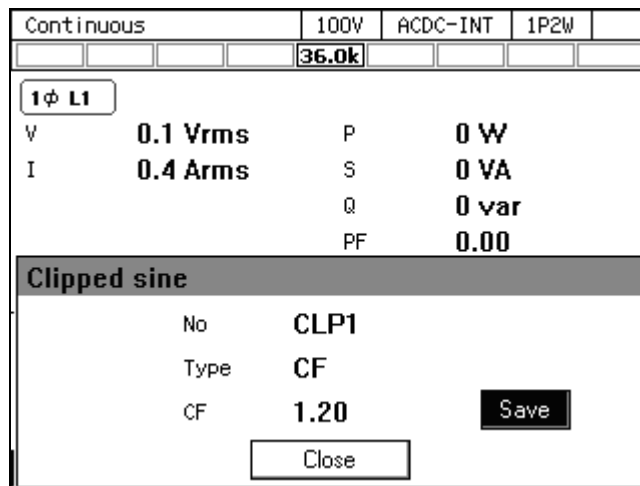 Continuous 100V ACDC-INT 1P2W
36.0k
1Φ L1
V 0.1 Vrms P 0 W
I 0.4 Arms S 0 VA
Q 0 var
PF 0.00
Clipped sine
No CLP1
Type CF
CF 1.20 Save
Close